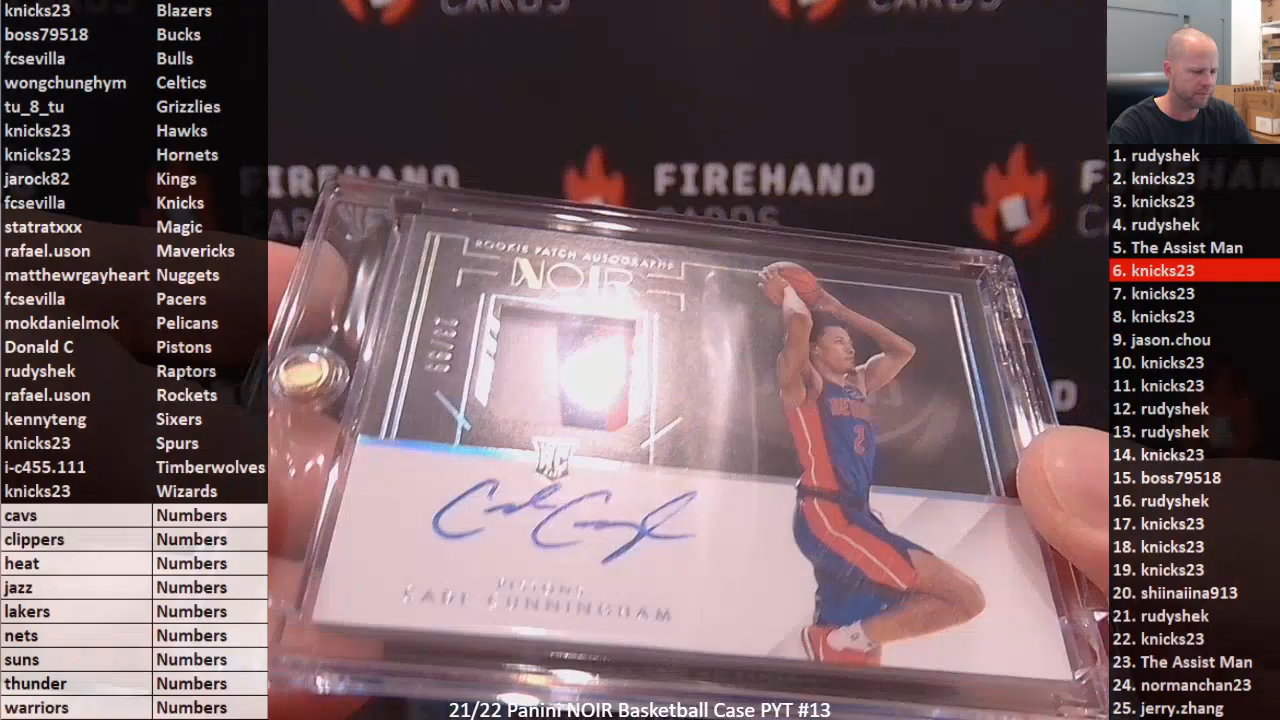 knicks23 Blazers
boss79518 Bucks
fcsevilla Bulls
wongchunghym Celtics
tu_8_tu Grizzlies
knicks23 Hawks
knicks23 Hornets
jarock82 Kings
fcsevilla Knicks
statratxxx Magic
rafael.uson Mavericks
matthewrgayheart Nuggets
fcsevilla Pacers
mokdanielmok Pelicans
Donald C Pistons
rudyshek Raptors
rafael.uson Rockets
kennyteng Sixers
knicks23 Spurs
i-c455.111 Timberwolves
knicks23 Wizards
cavs Numbers
clippers Numbers
heat Numbers
jazz Numbers
lakers Numbers
nets Numbers
suns Numbers
thunder Numbers
warriors Numbers
CARDS
CARDS
FIREHAND
CARDS
FIREHAND
CARDS
ROOKIE PATCH AUTOGRAPHS
NOIR
RC
2
PISTONS
CADE CUNNINGHAM
21/22 Panini NOIR Basketball Case PYT #13
1. rudyshek
2. knicks23
3. knicks23
4. rudyshek
5. The Assist Man
6. knicks23
7. knicks23
8. knicks23
9. jason.chou
10. knicks23
11. knicks23
12. rudyshek
13. rudyshek
14. knicks23
15. boss79518
16. rudyshek
17. knicks23
18. knicks23
19. knicks23
20. shiinaiina913
21. rudyshek
22. knicks23
23. The Assist Man
24. normanchan23
25. jerry.zhang